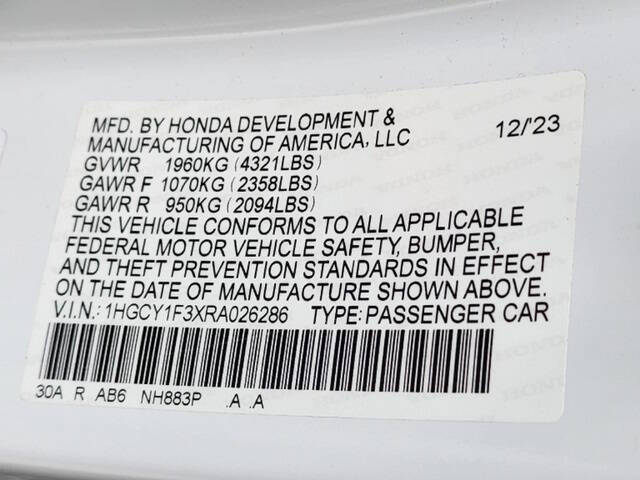 MFD. BY HONDA DEVELOPMENT &
MANUFACTURING OF AMERICA, LLC 12/'23
GVWR 1960KG (4321LBS)
GAWR F 1070KG (2358LBS)
GAWR R 950KG (2094LBS)
THIS VEHICLE CONFORMS TO ALL APPLICABLE
FEDERAL MOTOR VEHICLE SAFETY, BUMPER,
AND THEFT PREVENTION STANDARDS IN EFFECT
ON THE DATE OF MANUFACTURE SHOWN ABOVE.
V.I.N.: 1HGCY1F3XRA026286 TYPE: PASSENGER CAR
30A R AB6 NH883P .A .A